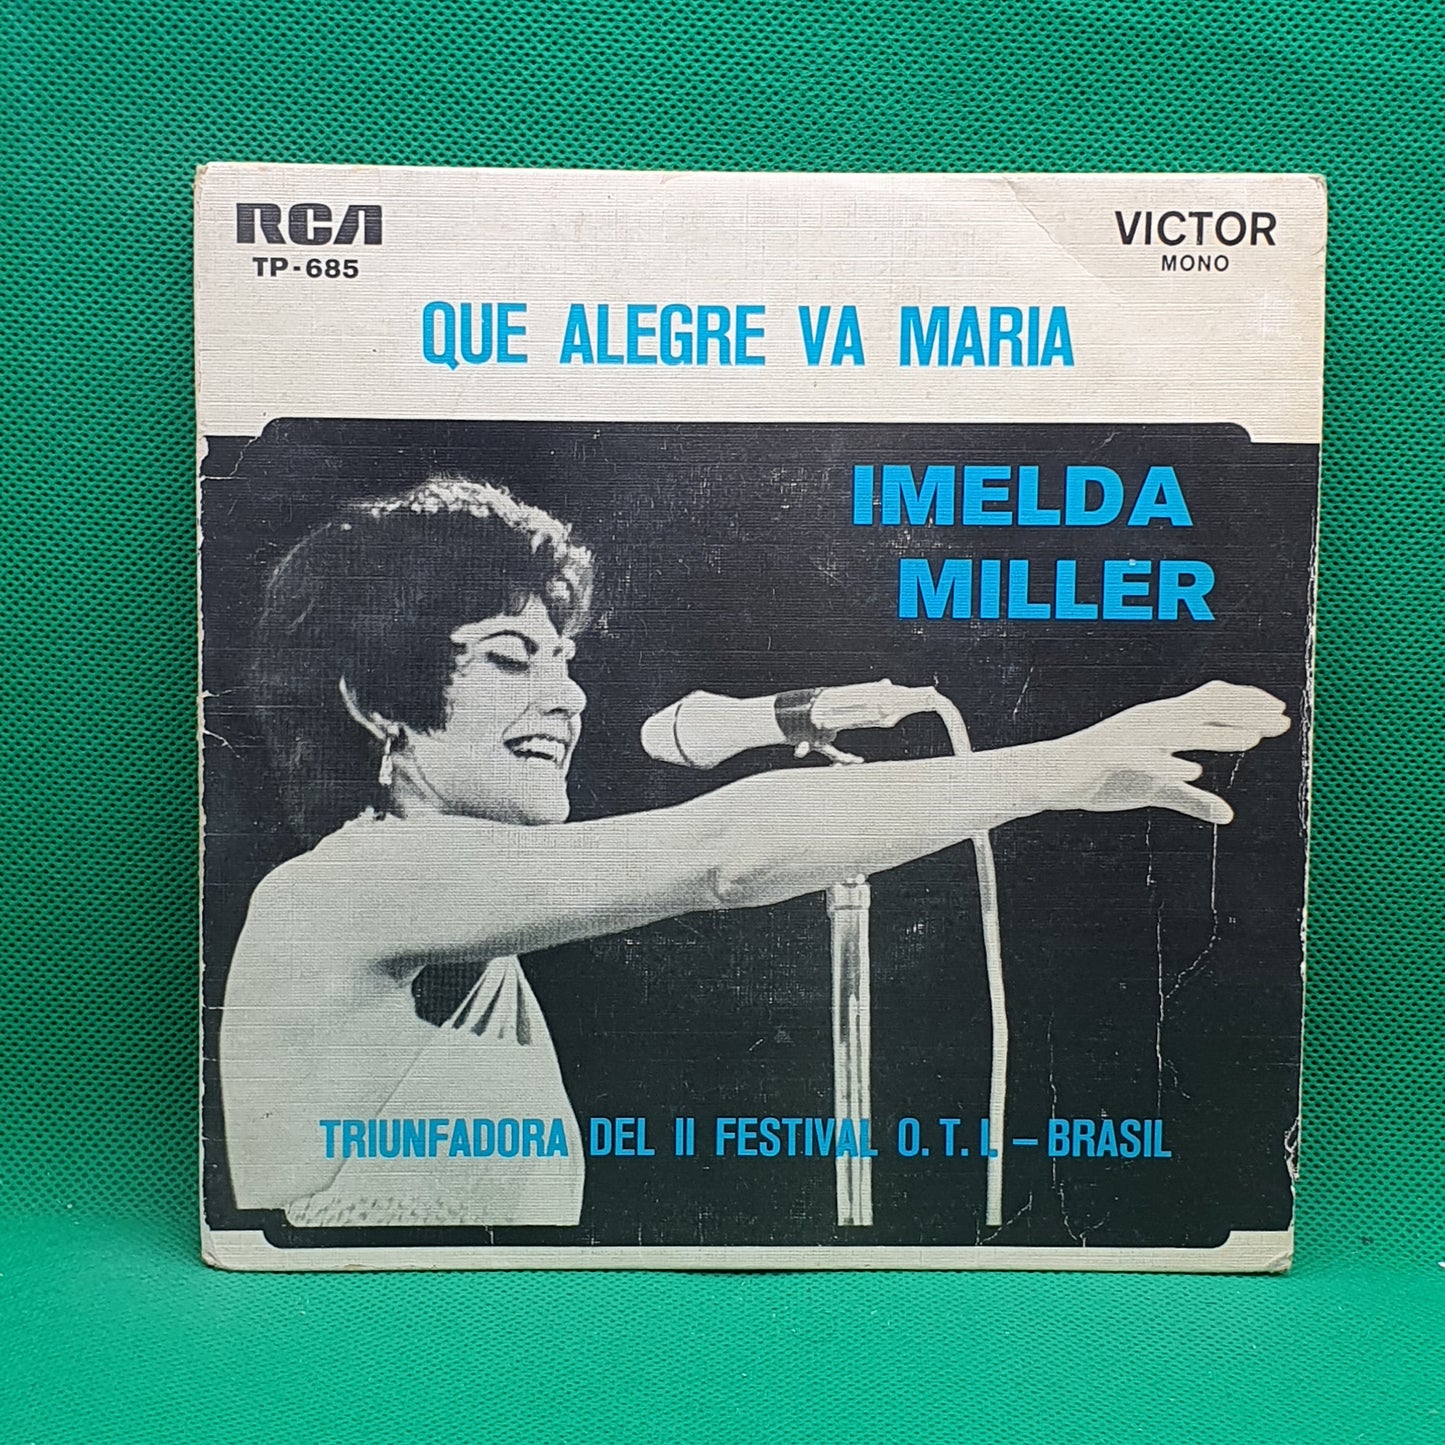 RCA
TP-685
VICTOR
MONO
QUE ALEGRE VA MARIA
IMELDA
MILLER
TRIUNFADORA DEL II FESTIVAL O. T. I. – BRASIL